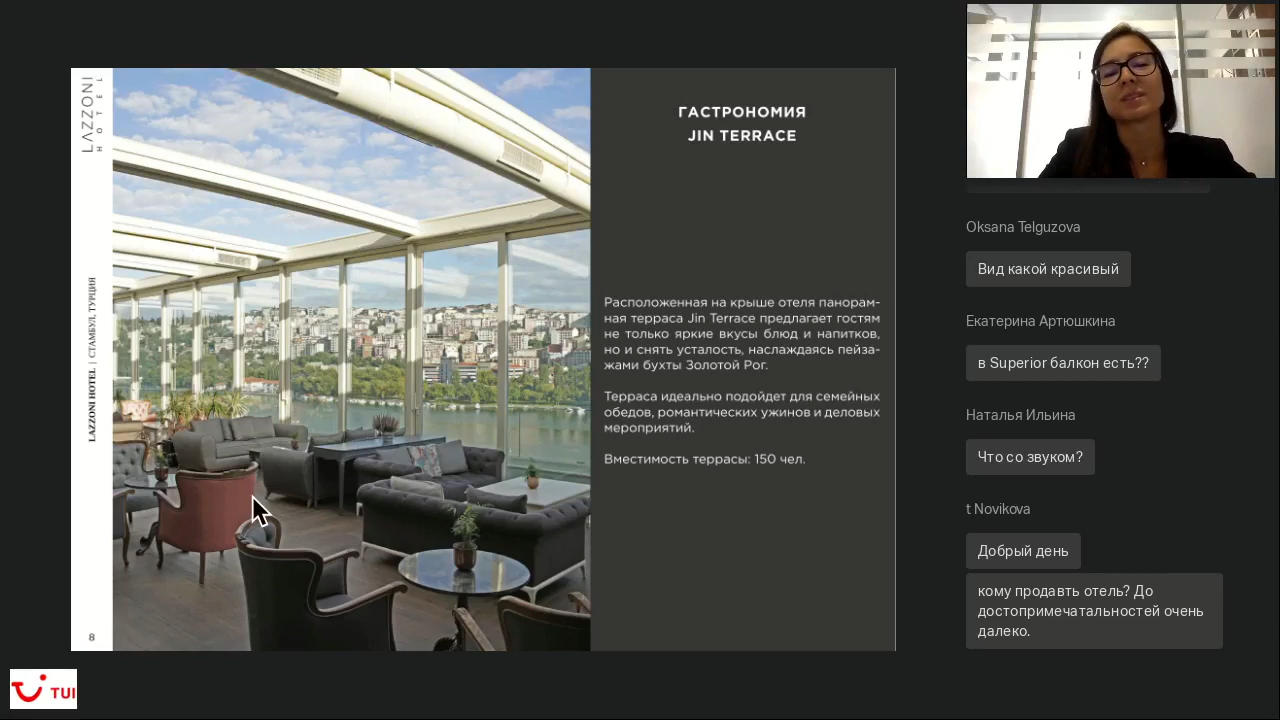 LAZZONI
HOTEL
LAZZONI HOTEL | СТАМБУЛ, ТУРЦИЯ
8
ГАСТРОНОМИЯ
JIN TERRACE
Расположенная на крыше отеля панорам-
ная терраса Jin Terrace предлагает гостям
не только яркие вкусы блюд и напитков,
но и снять усталость, наслаждаясь пейза-
жами бухты Золотой Рог.
Терраса идеально подойдет для семейных
обедов, романтических ужинов и деловых
мероприятий.
Вместимость террасы: 150 чел.
TUI
Oksana Telguzova
Вид какой красивый
Екатерина Артюшкина
в Superior балкон есть??
Наталья Ильина
Что со звуком?
t Novikova
Добрый день
кому продавть отель? До
достопримечатальностей очень
далеко.